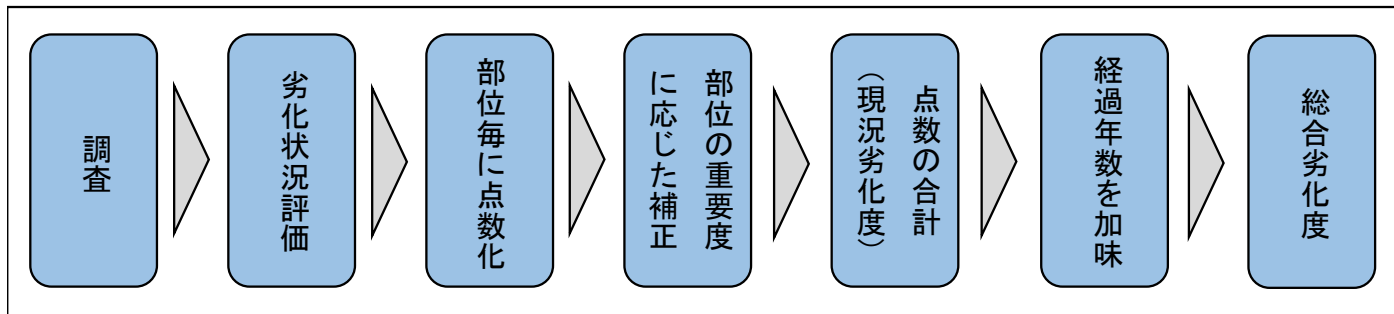 調査
劣化状況評価
部位毎に点数化
部位の重要度
に応じた補正
点数の合計
（現況劣化度）
経過年数を加味
総合劣化度